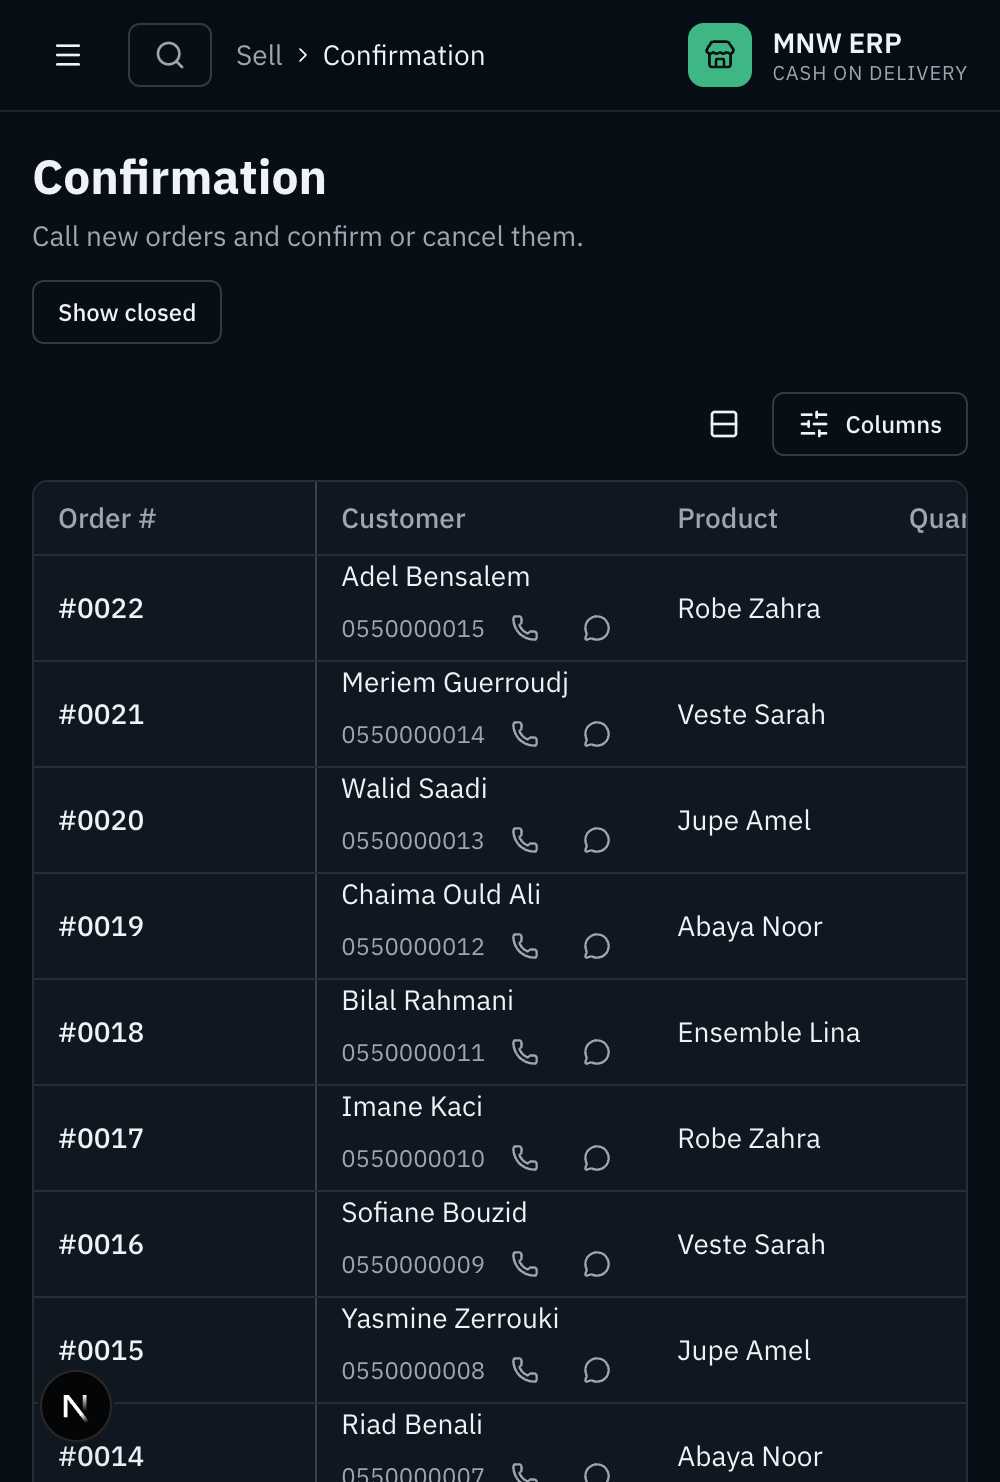 Sell > Confirmation
MNW ERP
CASH ON DELIVERY
Confirmation
Call new orders and confirm or cancel them.
Show closed
Columns
Order # Customer Product Quan
#0022 Adel Bensalem 0550000015 Robe Zahra
#0021 Meriem Guerroudj 0550000014 Veste Sarah
#0020 Walid Saadi 0550000013 Jupe Amel
#0019 Chaima Ould Ali 0550000012 Abaya Noor
#0018 Bilal Rahmani 0550000011 Ensemble Lina
#0017 Imane Kaci 0550000010 Robe Zahra
#0016 Sofiane Bouzid 0550000009 Veste Sarah
#0015 Yasmine Zerrouki 0550000008 Jupe Amel
N
#0014 Riad Benali 0550000007 Abaya Noor